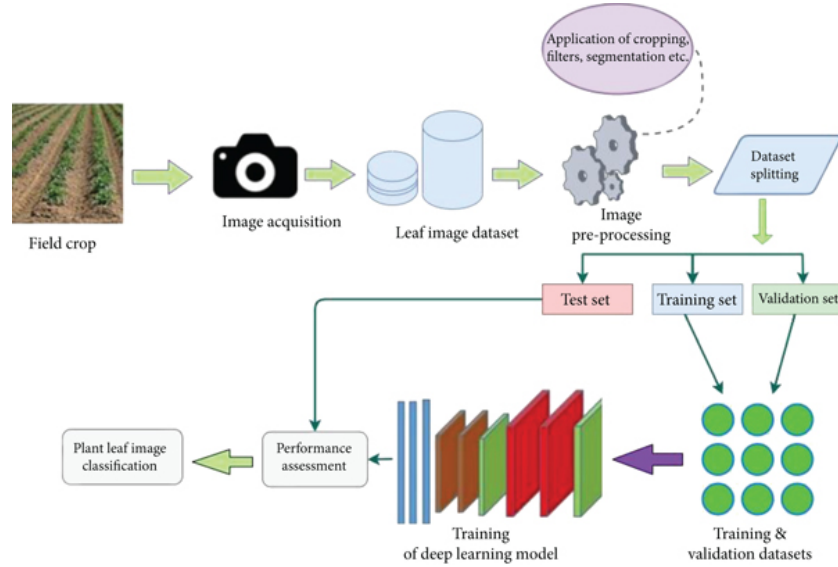 Application of cropping,
filters, segmentation etc.
Field crop
Image acquisition
Leaf image dataset
Image
pre-processing
Dataset
splitting
Test set
Training set
Validation set
Plant leaf image
classification
Performance
assessment
Training
of deep learning model
Training &
validation datasets